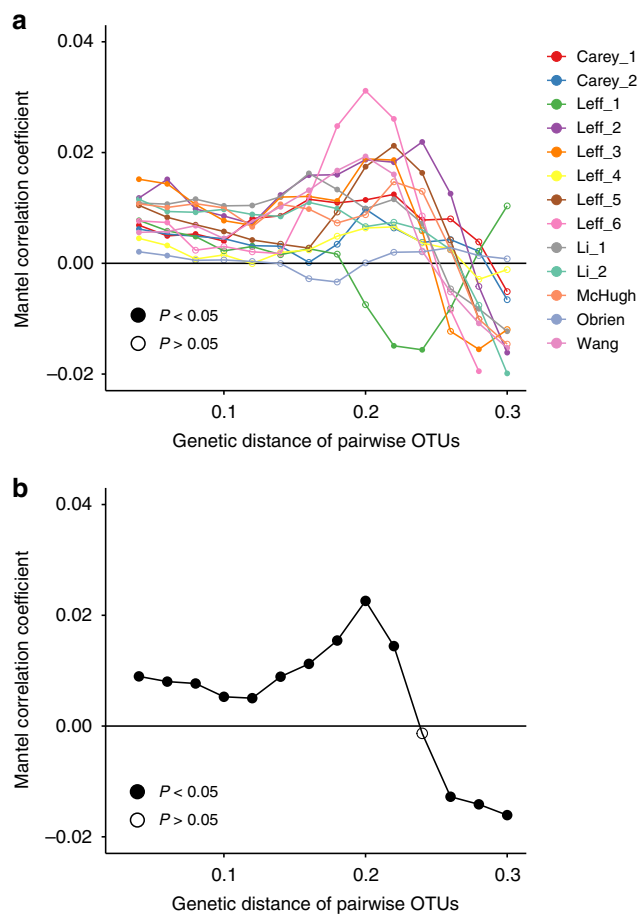 a
Mantel correlation coefficient
0.04
0.02
0.00
−0.02
P < 0.05
P > 0.05
0.1
0.2
0.3
Genetic distance of pairwise OTUs
Carey_1
Carey_2
Leff_1
Leff_2
Leff_3
Leff_4
Leff_5
Leff_6
Li_1
Li_2
McHugh
Obrien
Wang
b
Mantel correlation coefficient
0.04
0.02
0.00
−0.02
P < 0.05
P > 0.05
0.1
0.2
0.3
Genetic distance of pairwise OTUs